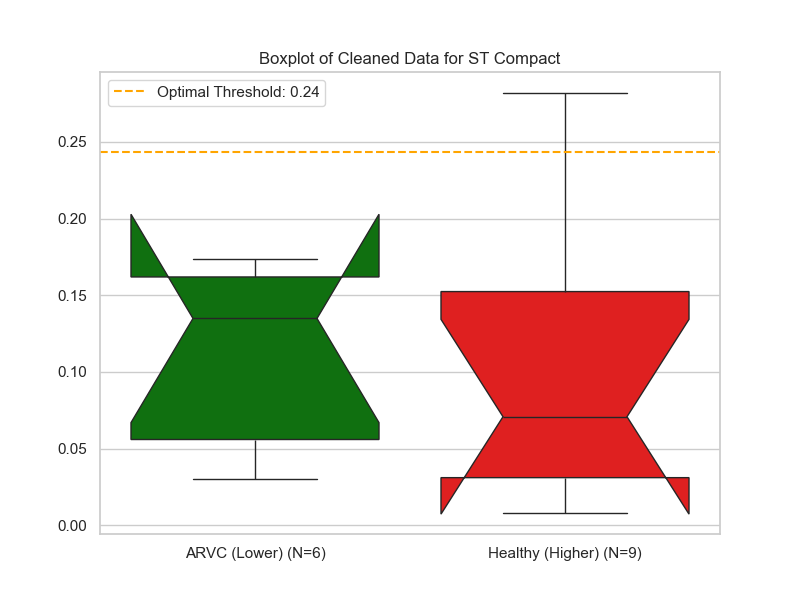 Boxplot of Cleaned Data for ST Compact
Optimal Threshold: 0.24
0.25
0.20
0.15
0.10
0.05
0.00
ARVC (Lower) (N=6)
Healthy (Higher) (N=9)